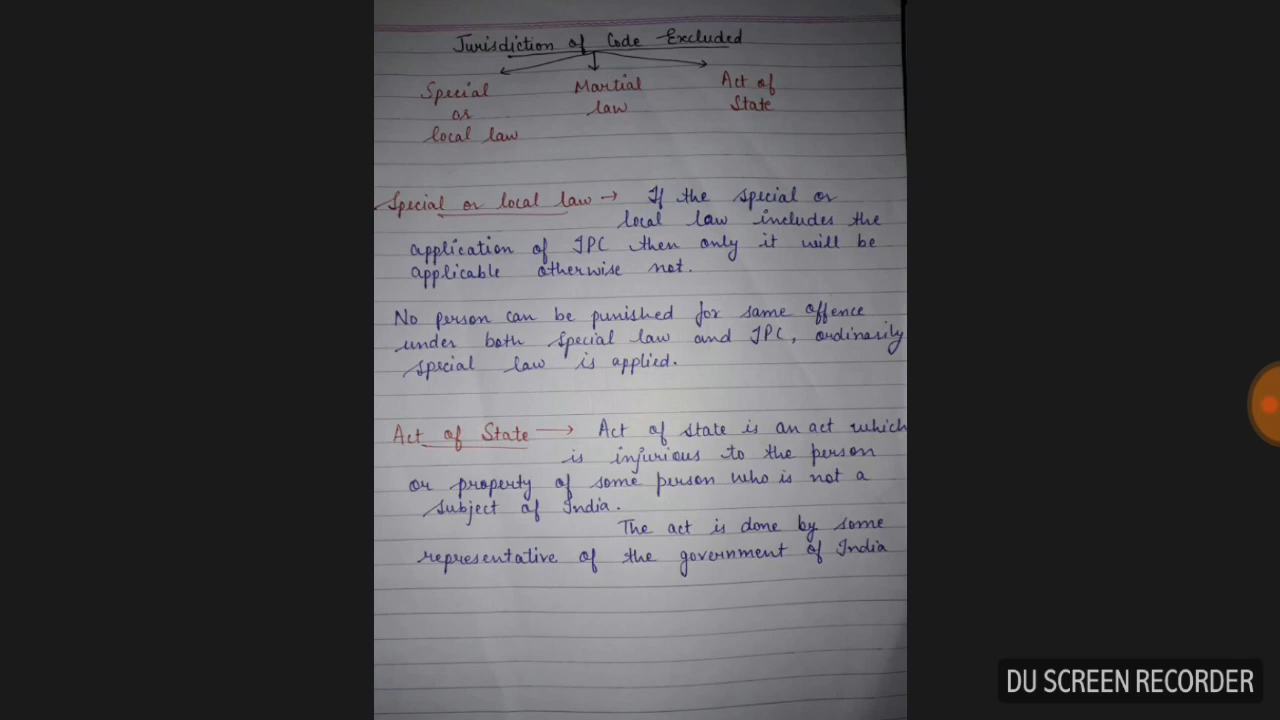 Jurisdiction of Code Excluded
Special or local law
Martial law
Act of State
Special or local law → If the special or
local law includes the
application of IPC then only it will be
applicable otherwise not.
No person can be punished for same offence
under both special law and IPC, ordinarily
special law is applied.
Act of State → Act of state is an act which
is injurious to the person
or property of some person who is not a
subject of India.
The act is done by some
representative of the government of India
DU SCREEN RECORDER